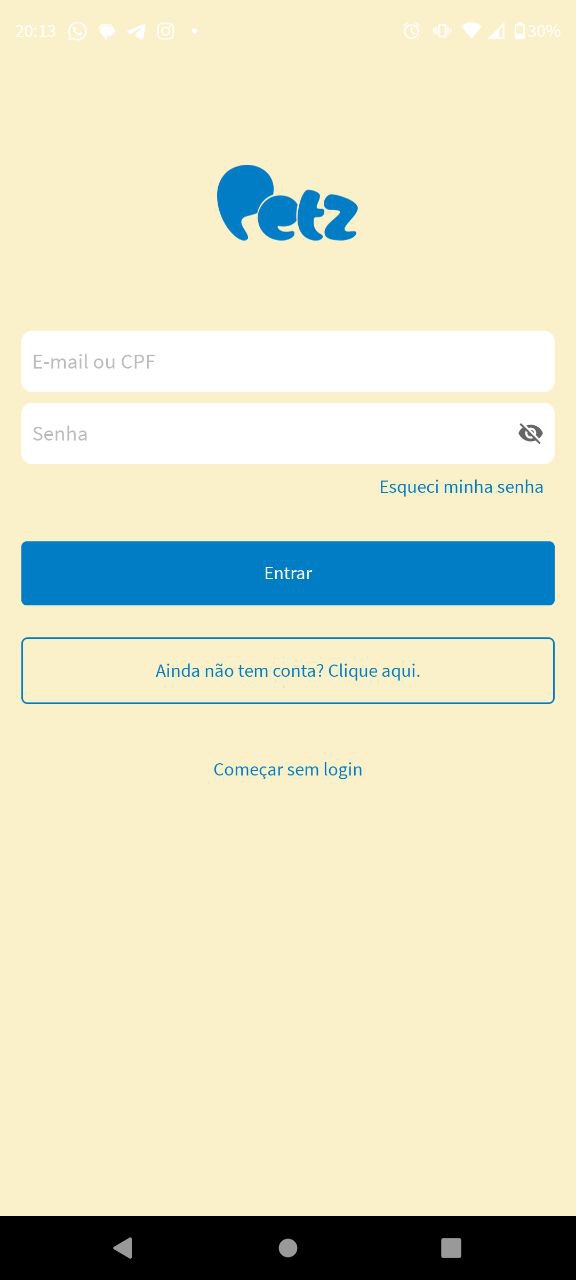 20:13 30%
Petz
E-mail ou CPF
Senha
Esqueci minha senha
Entrar
Ainda não tem conta? Clique aqui.
Começar sem login